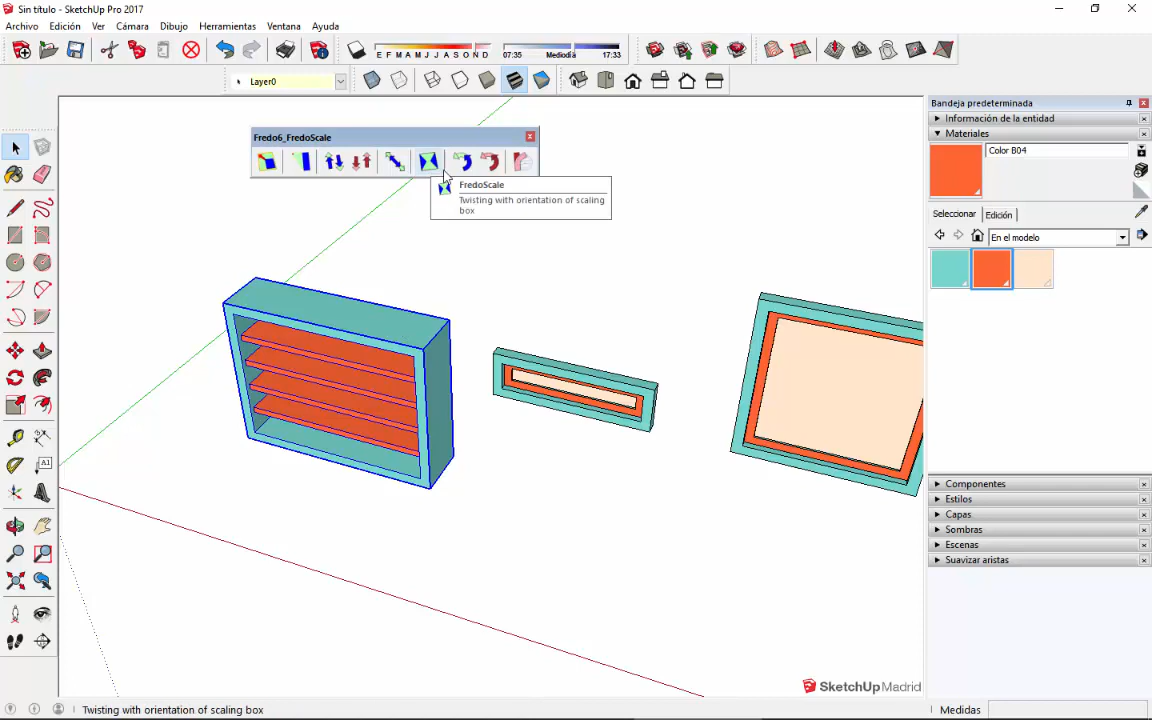 Sin título - SketchUp Pro 2017
Archivo Edición Ver Cámara Dibujo Herramientas Ventana Ayuda
E F M A M J J A S O N D
07:35 Mediodía 17:33
Layer0
Fredo6_FredoScale
FredoScale
Twisting with orientation of scaling
box
A1
Bandeja predeterminada
Información de la entidad
Materiales
Color B04
Seleccionar Edición
En el modelo
Componentes
Estilos
Capas
Sombras
Escenas
Suavizar aristas
SketchUpMadrid
Twisting with orientation of scaling box
Medidas